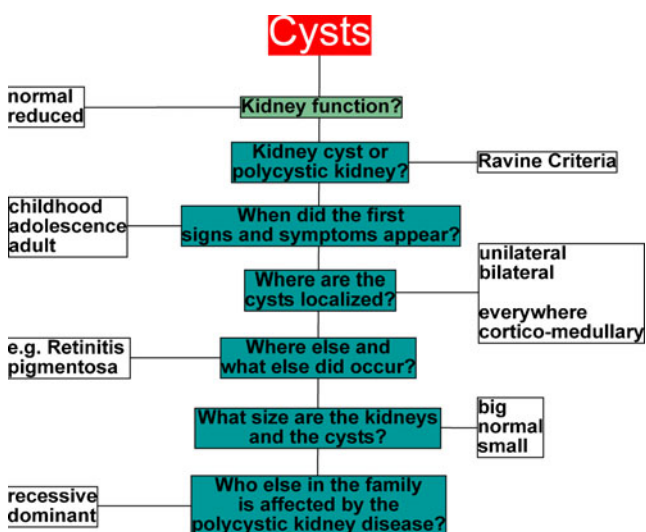 Cysts
normal
reduced
Kidney function?
Kidney cyst or
polycystic kidney?
Ravine Criteria
childhood
adolescence
adult
When did the first
signs and symptoms appear?
Where are the
cysts localized?
unilateral
bilateral
everywhere
cortico-medullary
e.g. Retinitis
pigmentosa
Where else and
what else did occur?
What size are the kidneys
and the cysts?
big
normal
small
recessive
dominant
Who else in the family
is affected by the
polycystic kidney disease?